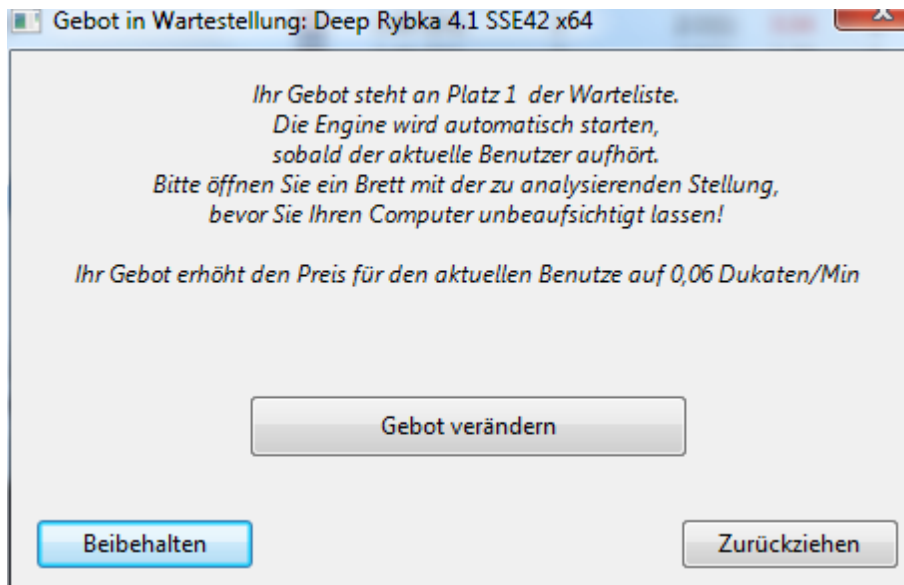 Gebot in Wartestellung: Deep Rybka 4.1 SSE42 x64
Ihr Gebot steht an Platz 1 der Warteliste.
Die Engine wird automatisch starten,
sobald der aktuelle Benutzer aufhört.
Bitte öffnen Sie ein Brett mit der zu analysierenden Stellung,
bevor Sie Ihren Computer unbeaufsichtigt lassen!
Ihr Gebot erhöht den Preis für den aktuellen Benutze auf 0,06 Dukaten/Min
Gebot verändern
Beibehalten
Zurückziehen